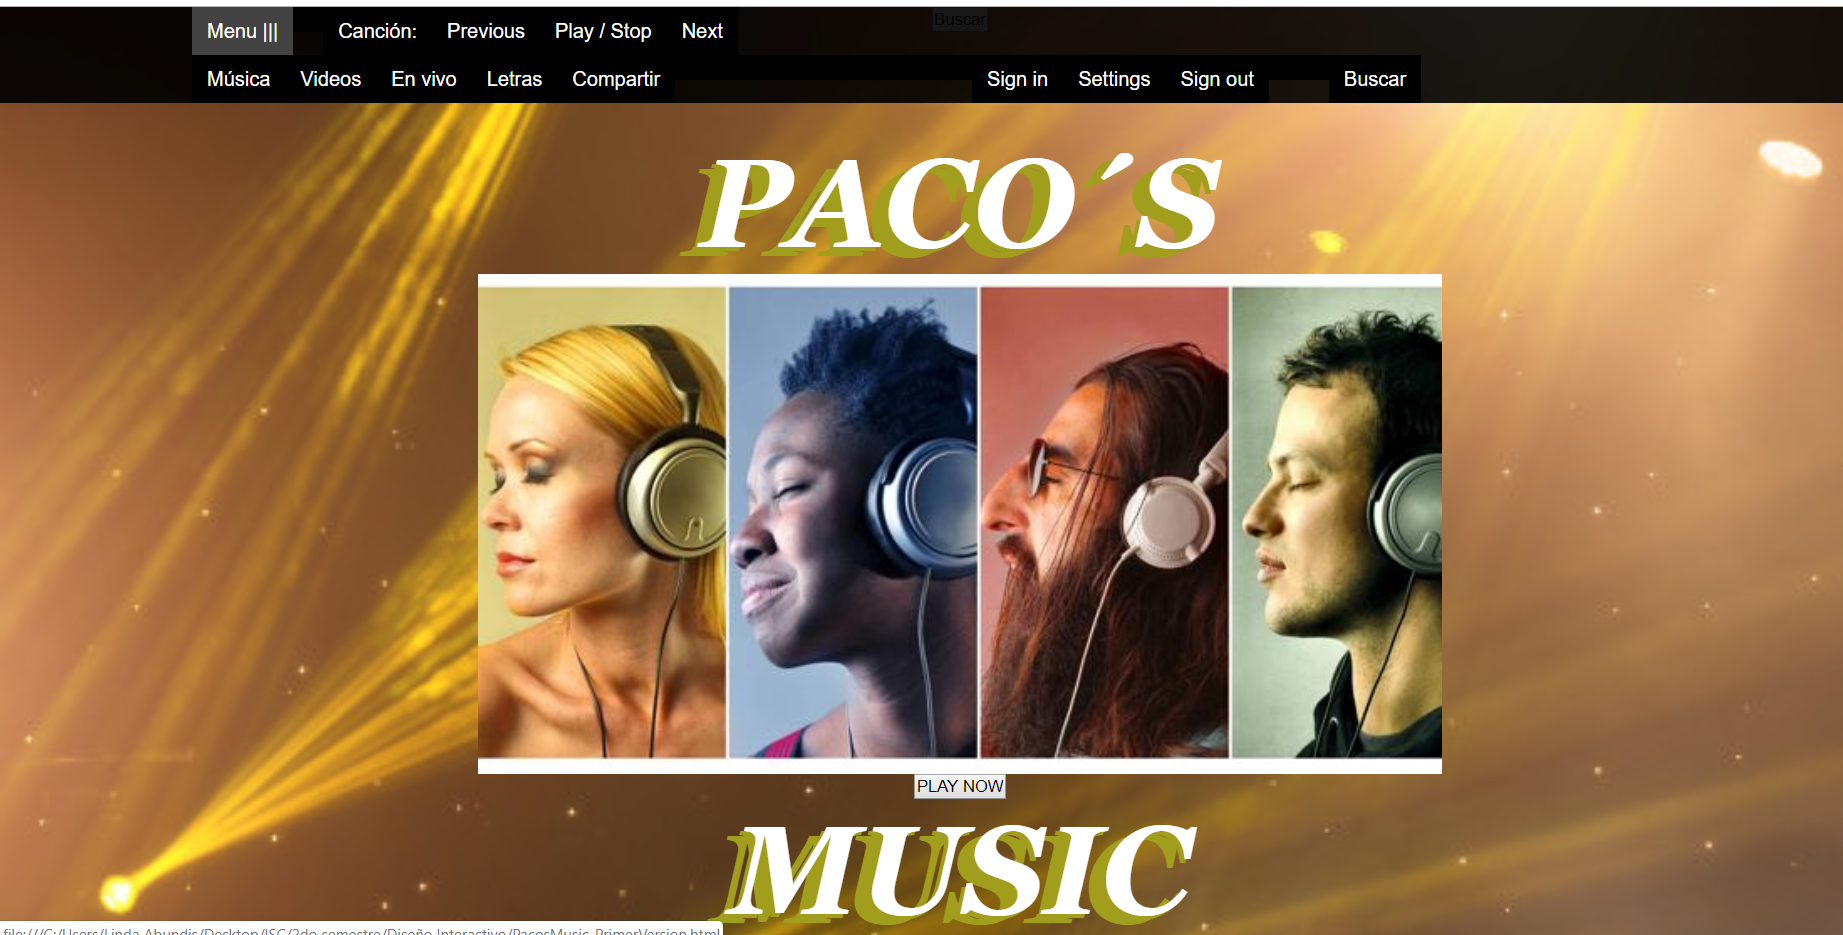 Menu ||| Canción: Previous Play / Stop Next Buscar
Música Videos En vivo Letras Compartir Sign in Settings Sign out Buscar
PACO´S
PLAY NOW
MUSIC
file:///C:/Users/Linda Abundis/Desktop/ISC/2do semestre/Diseño Interactivo/PacosMusic_PrimerVersion.html